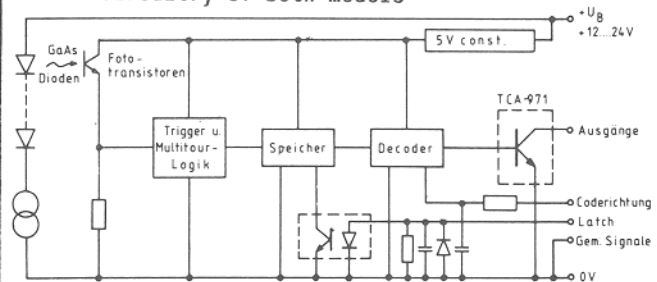 +U_B
+12....24V
5V const.
GaAs
Dioden
Foto-
transistoren
TCA-971
Trigger u.
Multitour-
Logik
Speicher
Decoder
Ausgänge
Coderichtung
Latch
Gem. Signale
0V